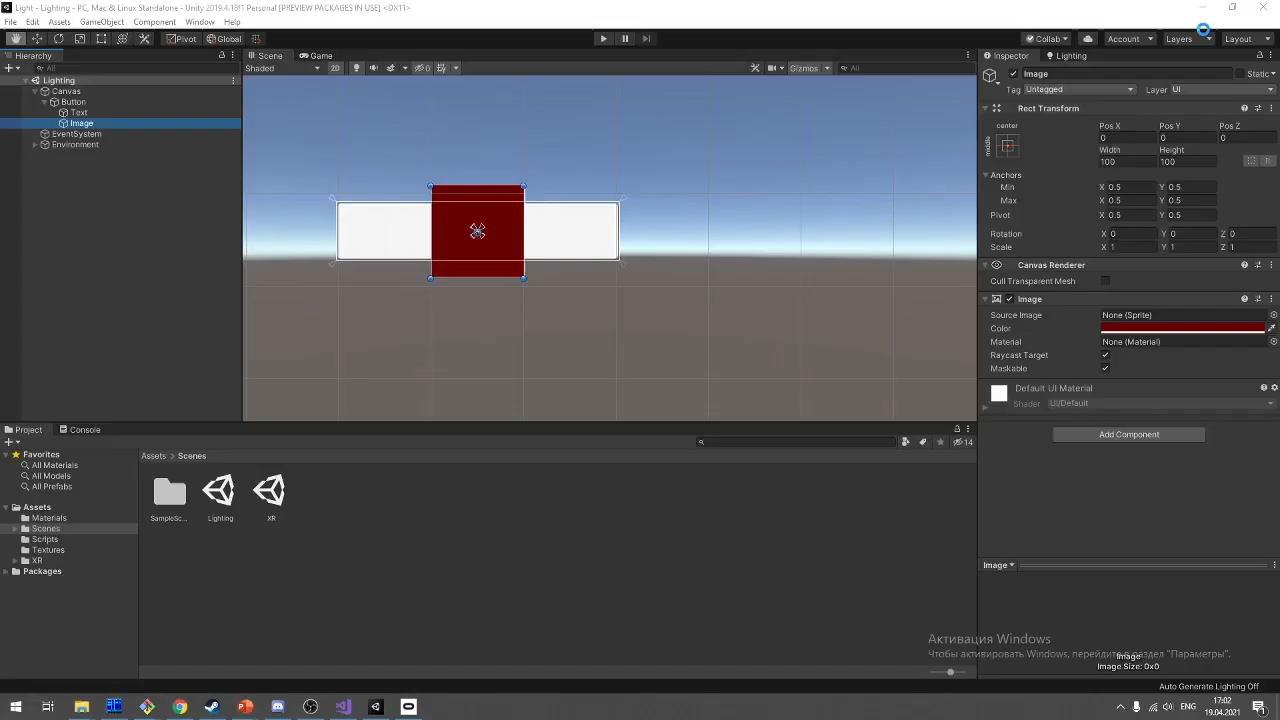 Light - Lighting - PC, Mac & Linux Standalone - Unity 2019.4.18f1 Personal [PREVIEW PACKAGES IN USE] <DX11>
File Edit Assets GameObject Component Window Help
Pivot Global Collab Account Layers Layout
Hierarchy Scene Game Inspector Lighting
All Shaded 2D 0 Gizmos All Image Static
Lighting Tag Untagged Layer UI
Canvas
Button Rect Transform
Text center Pos X Pos Y Pos Z
Image 0 0 0
EventSystem middle Width Height
Environment 100 100
Anchors
Min X 0.5 Y 0.5
Max X 0.5 Y 0.5
Pivot X 0.5 Y 0.5
Rotation X 0 Y 0 Z 0
Scale X 1 Y 1 Z 1
Canvas Renderer
Cull Transparent Mesh
Image
Source Image None (Sprite)
Color
Material None (Material)
Raycast Target
Maskable
Default UI Material
Shader UI/Default
Add Component
Project Console
14
Favorites Assets > Scenes
All Materials
All Models
All Prefabs
Assets
Materials SampleSc... Lighting XR
Scenes
Scripts
Textures
XR
Packages
Image
Активация Windows
Чтобы активировать Windows, перейдите в раздел "Параметры".
Image
Image Size: 0x0
Auto Generate Lighting Off
ENG 17:02
19.04.2021